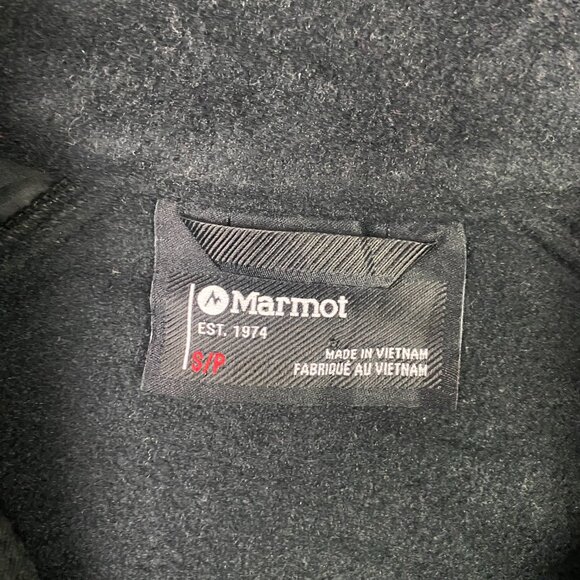 Marmot
EST. 1974
S/P
MADE IN VIETNAM
FABRIQUÉ AU VIETNAM